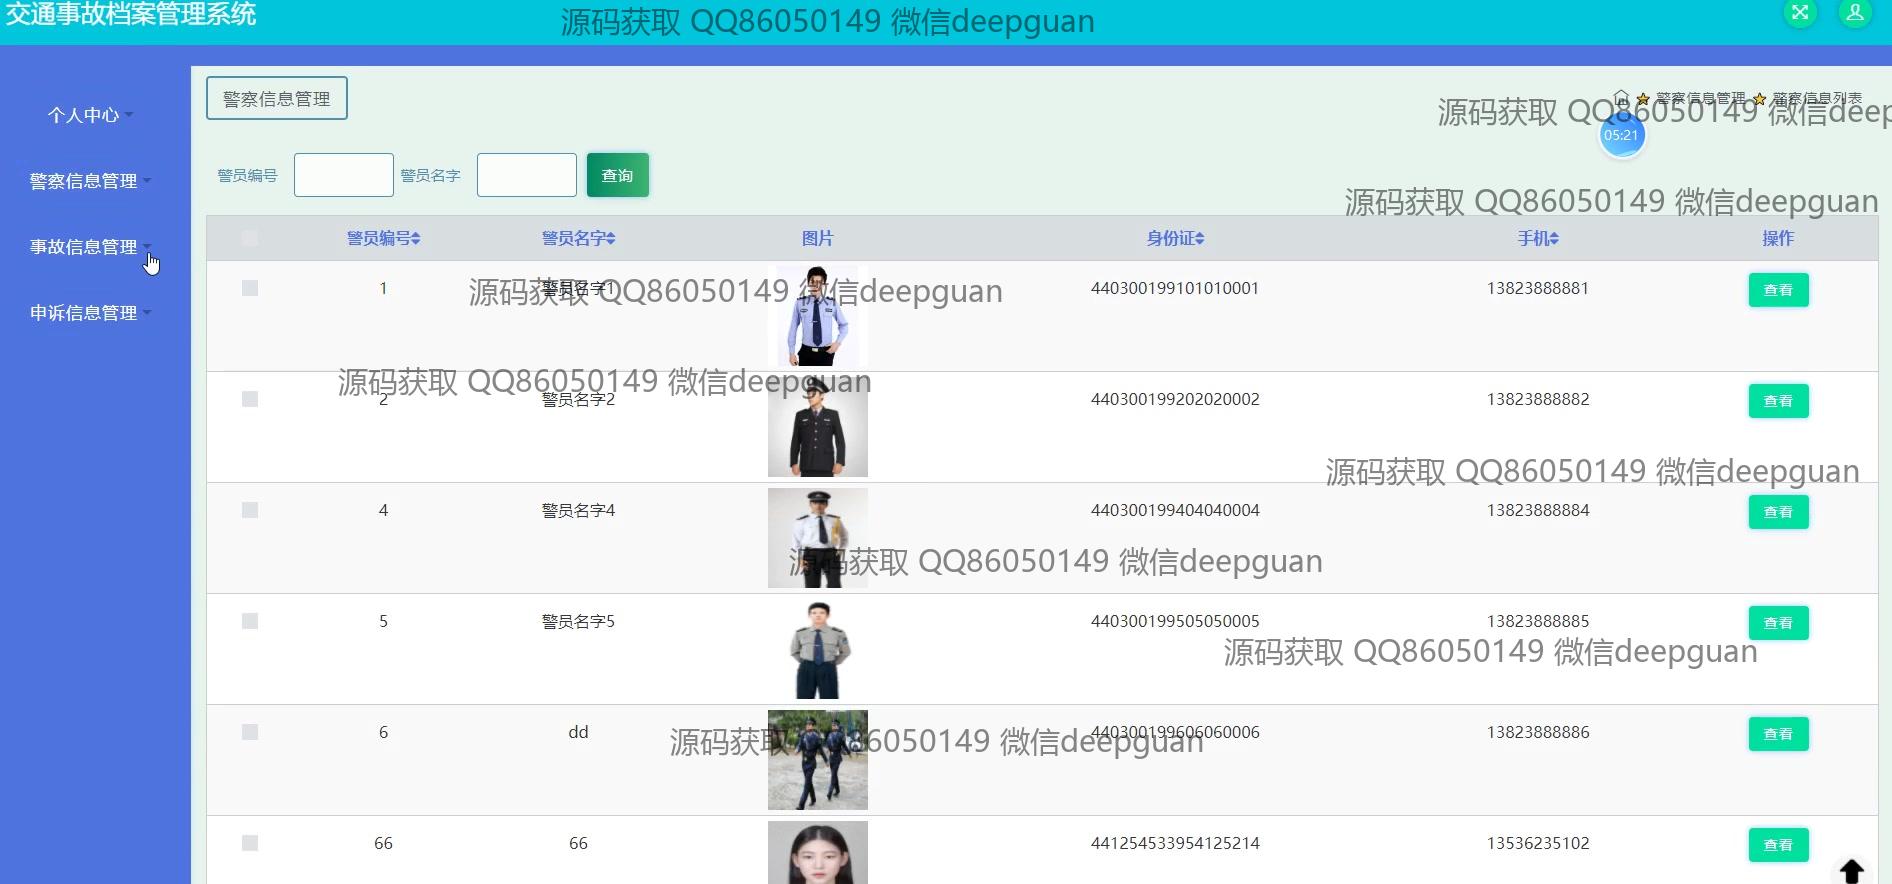 交通事故档案管理系统
源码获取 QQ86050149 微信deepguan
个人中心
警察信息管理
事故信息管理
申诉信息管理
警察信息管理
警察信息管理 警察信息列表
源码获取 QQ86050149 微信deep
05:21
警员编号 警员名字 查询
源码获取 QQ86050149 微信deepguan
警员编号 警员名字 图片 身份证 手机 操作
1 警员名字1 440300199101010001 13823888881 查看
源码获取 QQ86050149 微信deepguan
源码获取 QQ86050149 微信deepguan
2 警员名字2 440300199202020002 13823888882 查看
源码获取 QQ86050149 微信deepguan
4 警员名字4 440300199404040004 13823888884 查看
源码获取 QQ86050149 微信deepguan
5 警员名字5 440300199505050005 13823888885 查看
源码获取 QQ86050149 微信deepguan
6 dd 440300199606060006 13823888886 查看
源码获取 QQ86050149 微信deepguan
66 66 441254533954125214 13536235102 查看